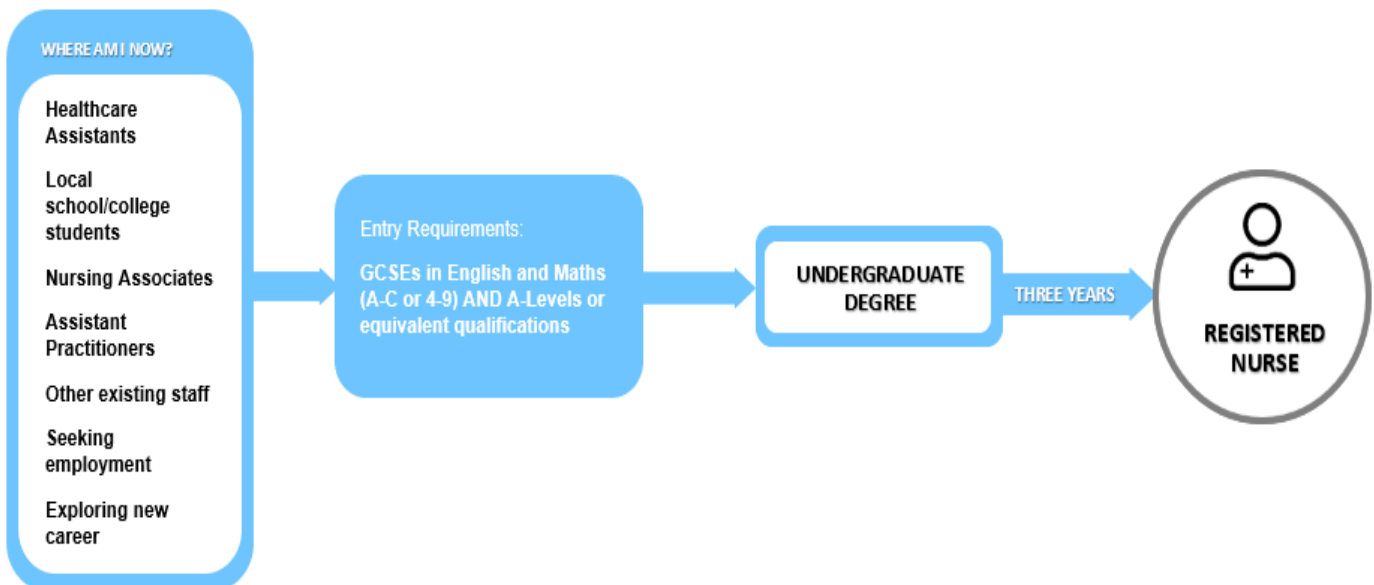 WHERE AM I NOW?
Healthcare
Assistants
Local
school/college
students
Nursing Associates
Assistant
Practitioners
Other existing staff
Seeking
employment
Exploring new
career
Entry Requirements:
GCSEs in English and Maths
(A-C or 4-9) AND A-Levels or
equivalent qualifications
UNDERGRADUATE
DEGREE
THREE YEARS
REGISTERED
NURSE